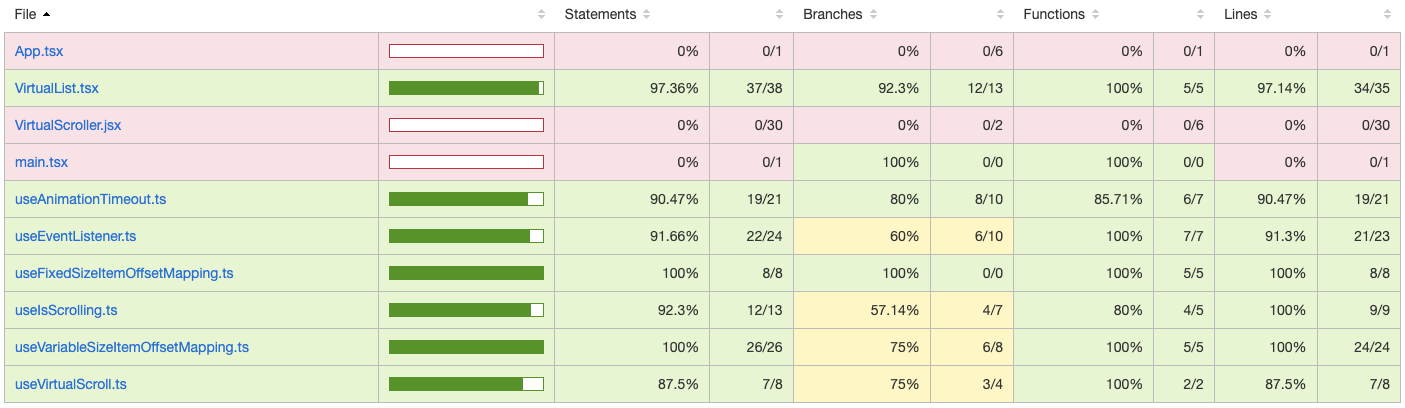 File Statements Branches Functions Lines
App.tsx 0% 0/1 0% 0/6 0% 0/1 0% 0/1
VirtualList.tsx 97.36% 37/38 92.3% 12/13 100% 5/5 97.14% 34/35
VirtualScroller.jsx 0% 0/30 0% 0/2 0% 0/6 0% 0/30
main.tsx 0% 0/1 100% 0/0 100% 0/0 0% 0/1
useAnimationTimeout.ts 90.47% 19/21 80% 8/10 85.71% 6/7 90.47% 19/21
useEventListener.ts 91.66% 22/24 60% 6/10 100% 7/7 91.3% 21/23
useFixedSizeItemOffsetMapping.ts 100% 8/8 100% 0/0 100% 5/5 100% 8/8
useIsScrolling.ts 92.3% 12/13 57.14% 4/7 80% 4/5 100% 9/9
useVariableSizeItemOffsetMapping.ts 100% 26/26 75% 6/8 100% 5/5 100% 24/24
useVirtualScroll.ts 87.5% 7/8 75% 3/4 100% 2/2 87.5% 7/8